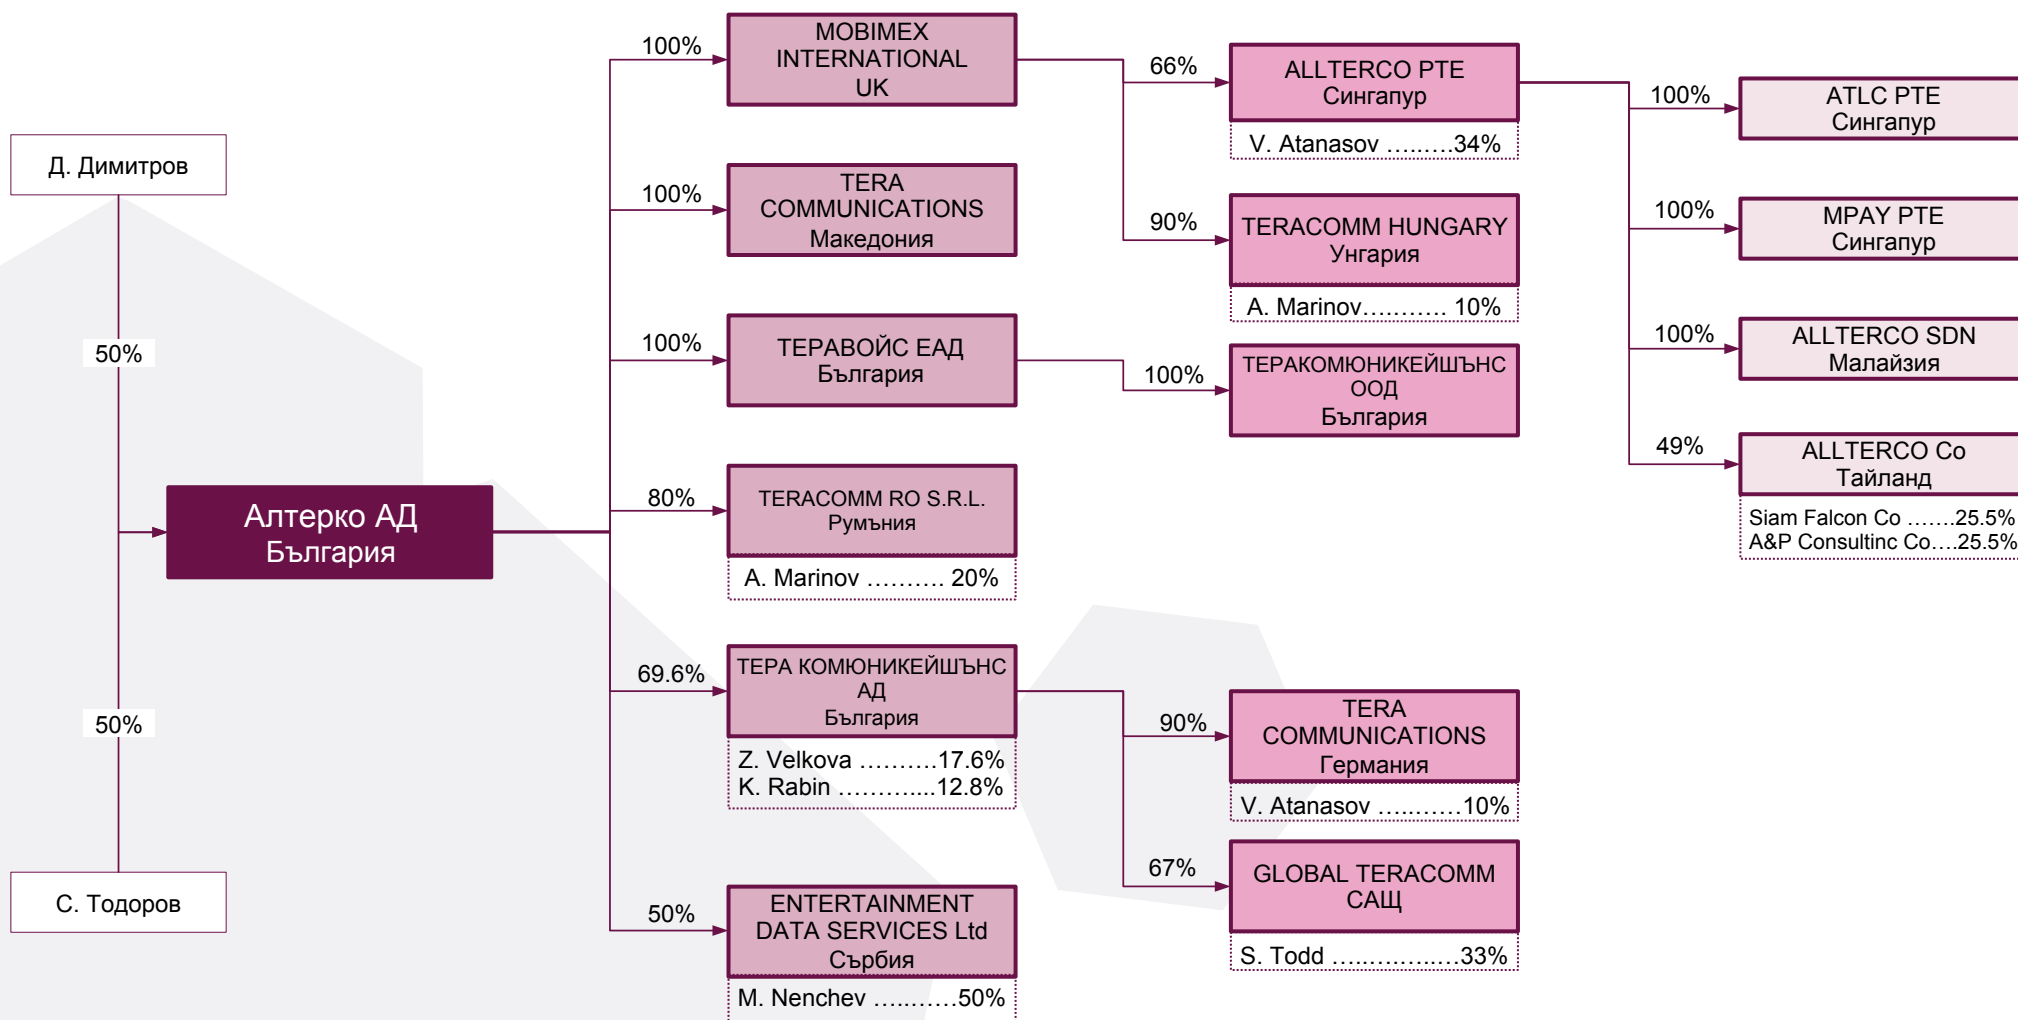 Д. Димитров
50%
Алтерко АД
България
50%
С. Тодоров
100%
MOBIMEX
INTERNATIONAL
UK
100%
TERA
COMMUNICATIONS
Македония
100%
ТЕРАВОЙС ЕАД
България
80%
TERACOMM RO S.R.L.
Румъния
A. Marinov ………. 20%
69.6%
ТЕРА КОМЮНИКЕЙШЪНС
АД
България
Z. Velkova ……….17.6%
K. Rabin ………....12.8%
50%
ENTERTAINMENT
DATA SERVICES Ltd
Сърбия
M. Nenchev …..……50%
66%
ALLTERCO PTE
Сингапур
V. Atanasov …..….34%
90%
TERACOMM HUNGARY
Унгария
A. Marinov….……. 10%
100%
ТЕРАКОМЮНИКЕЙШЪНС
ООД
България
90%
TERA
COMMUNICATIONS
Германия
V. Atanasov …..……10%
67%
GLOBAL TERACOMM
САЩ
S. Todd …..…..…..…33%
100%
ATLC PTE
Сингапур
100%
MPAY PTE
Сингапур
100%
ALLTERCO SDN
Малайзия
49%
ALLTERCO Co
Тайланд
Siam Falcon Co …….25.5%
A&P Consultinc Co….25.5%